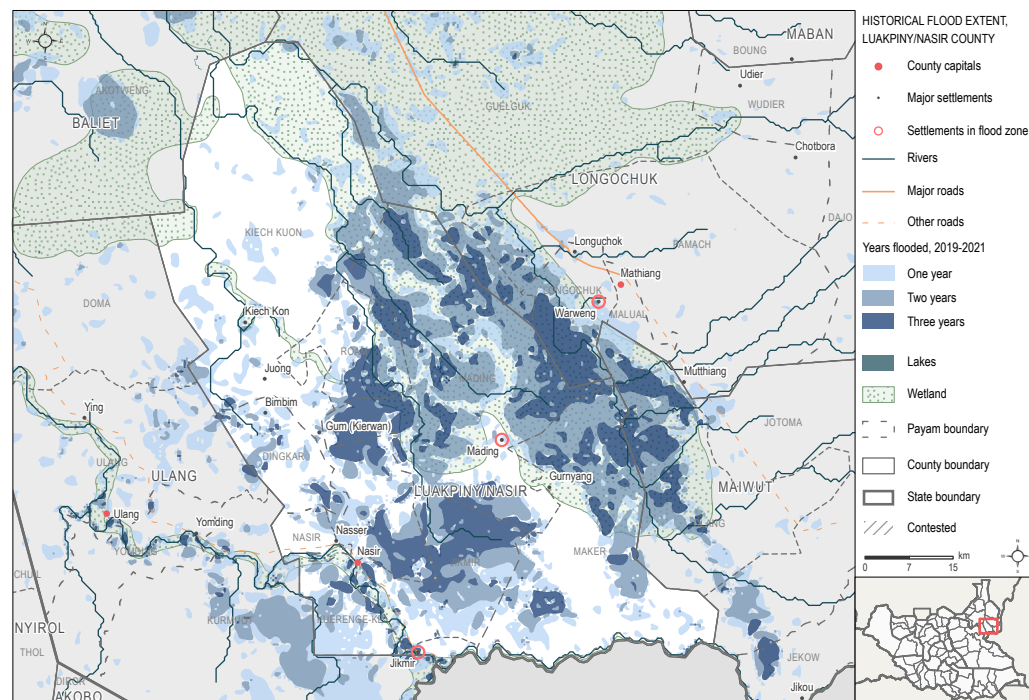 MABAN
BOUNG
Udier
AKOTWENG
GUELGUK
WUDIER
BALIET
Chotbora
LONGOCHUK
DAJO
KIECH KUON
Longuchok
PAMACH
Mathiang
DOMA
Warweng
MALUAL
Kiech Kon
Juong
Mutthiang
Ying
Bimbim
JOTOMA
Gum (Kierwan)
Mading
DINGKAR
ULANG
ULANG
Gurnyang
MAIWUT
LUAKPINY/NASIR
Ulang
Yomding
Nasser
NASIR
Nasir
MAKER
NYIROL
THOL
Jikmir
JEKOW
Jikou
AKOBO
HISTORICAL FLOOD EXTENT,
LUAKPINY/NASIR COUNTY
County capitals
Major settlements
Settlements in flood zone
Rivers
Major roads
Other roads
Years flooded, 2019-2021
One year
Two years
Three years
Lakes
Wetland
Payam boundary
County boundary
State boundary
Contested
km
0 7 15